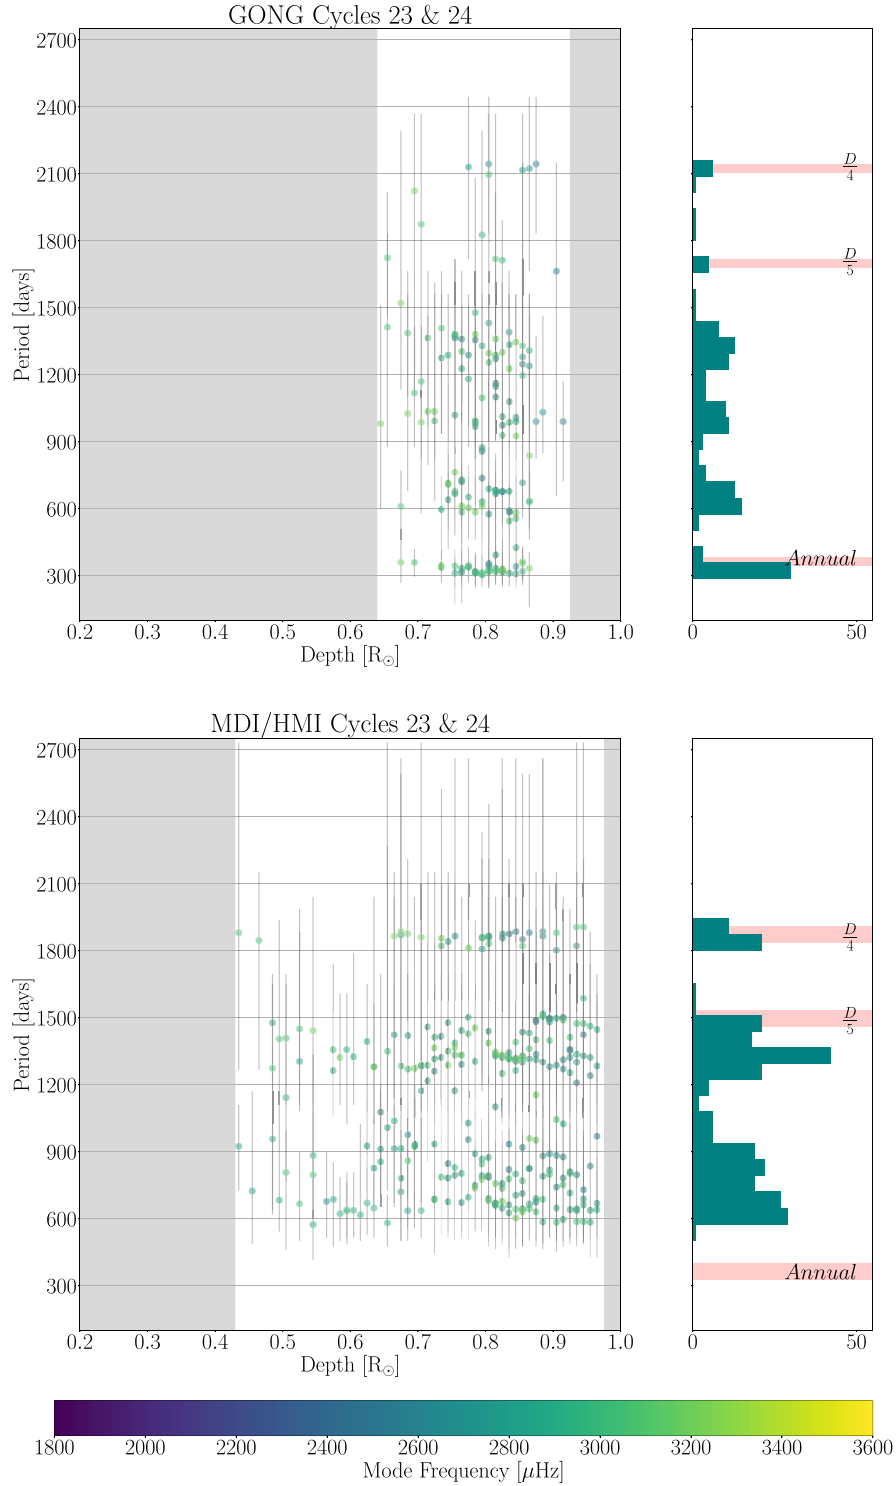 GONG Cycles 23 & 24
2700
2400
2100
1800
1500
1200
900
600
300
Period [days]
0.2 0.3 0.4 0.5 0.6 0.7 0.8 0.9 1.0
Depth [R☉]
D/4
D/5
Annual
0 50
MDI/HMI Cycles 23 & 24
2700
2400
2100
1800
1500
1200
900
600
300
Period [days]
0.2 0.3 0.4 0.5 0.6 0.7 0.8 0.9 1.0
Depth [R☉]
D/4
D/5
Annual
0 50
1800 2000 2200 2400 2600 2800 3000 3200 3400 3600
Mode Frequency [μHz]